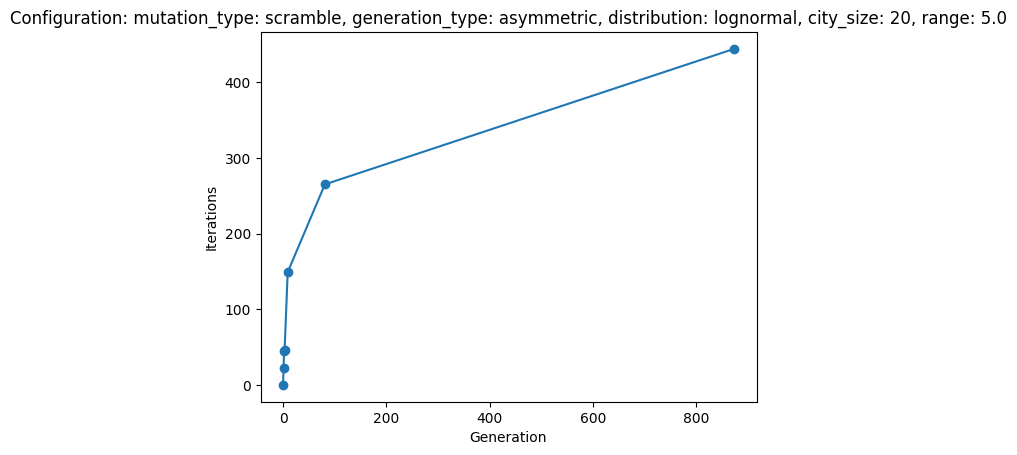 Configuration: mutation_type: scramble, generation_type: asymmetric, distribution: lognormal, city_size: 20, range: 5.0
400
300
200
100
0
Iterations
0 200 400 600 800
Generation